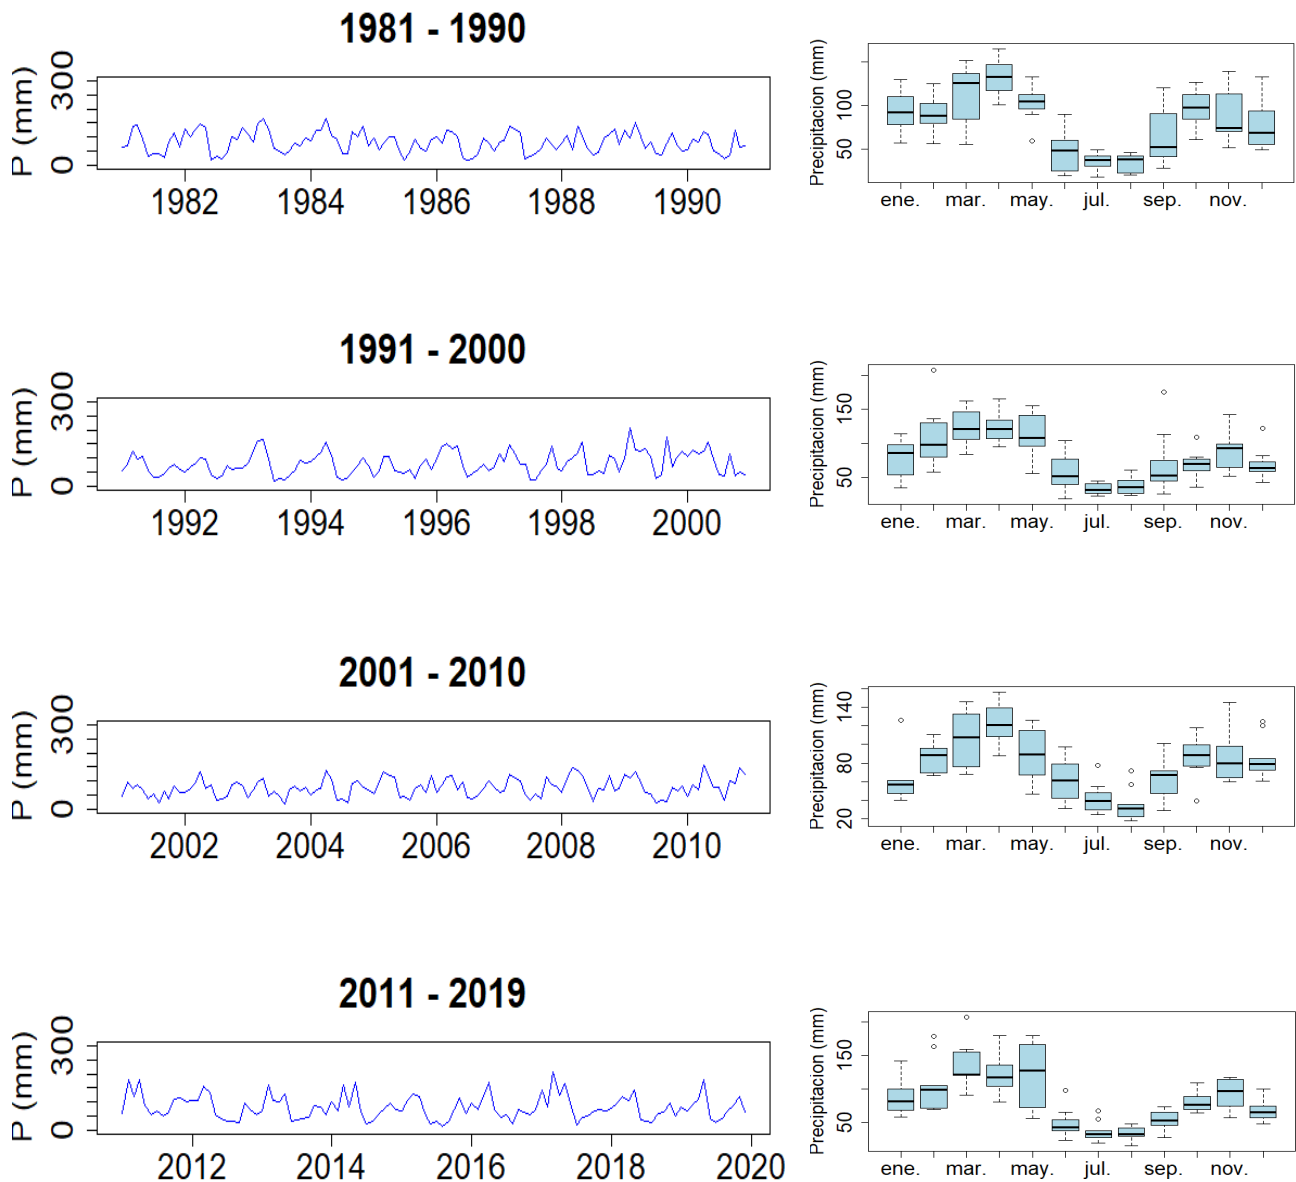 1981 - 1990
P (mm)
300
0
1982 1984 1986 1988 1990
Precipitacion (mm)
100
50
ene. mar. may. jul. sep. nov.
1991 - 2000
P (mm)
300
0
1992 1994 1996 1998 2000
Precipitacion (mm)
150
50
ene. mar. may. jul. sep. nov.
2001 - 2010
P (mm)
300
0
2002 2004 2006 2008 2010
Precipitacion (mm)
140
80
20
ene. mar. may. jul. sep. nov.
2011 - 2019
P (mm)
300
0
2012 2014 2016 2018 2020
Precipitacion (mm)
150
50
ene. mar. may. jul. sep. nov.